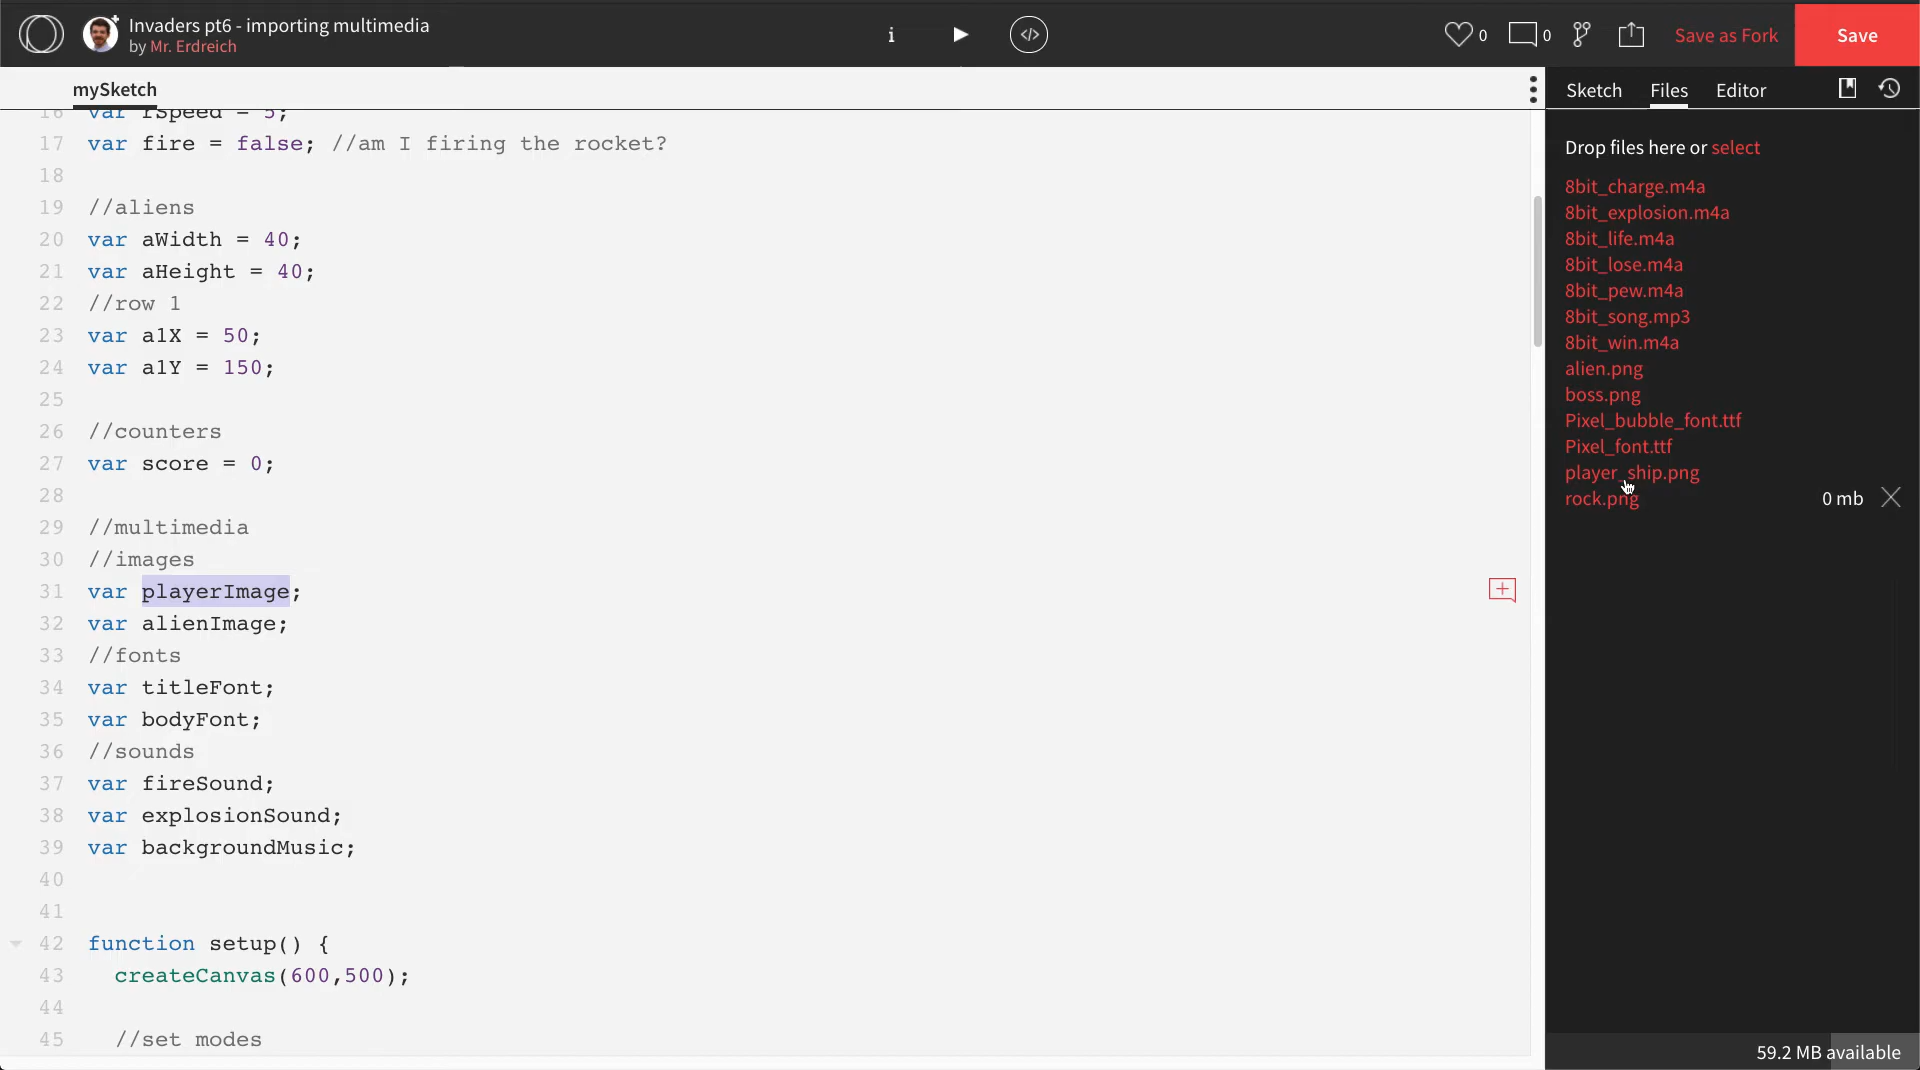 Invaders pt6 - importing multimedia
by Mr. Erdreich
i
</>
0
0
Save as Fork
Save
mySketch
Sketch Files Editor
16 var rSpeed = 5;
17 var fire = false; //am I firing the rocket?
18
19 //aliens
20 var aWidth = 40;
21 var aHeight = 40;
22 //row 1
23 var a1X = 50;
24 var a1Y = 150;
25
26 //counters
27 var score = 0;
28
29 //multimedia
30 //images
31 var playerImage;
32 var alienImage;
33 //fonts
34 var titleFont;
35 var bodyFont;
36 //sounds
37 var fireSound;
38 var explosionSound;
39 var backgroundMusic;
40
41
42 function setup() {
43 createCanvas(600,500);
44
45 //set modes
Drop files here or select
8bit_charge.m4a
8bit_explosion.m4a
8bit_life.m4a
8bit_lose.m4a
8bit_pew.m4a
8bit_song.mp3
8bit_win.m4a
alien.png
boss.png
Pixel_bubble_font.ttf
Pixel_font.ttf
player_ship.png
rock.png 0 mb
59.2 MB available